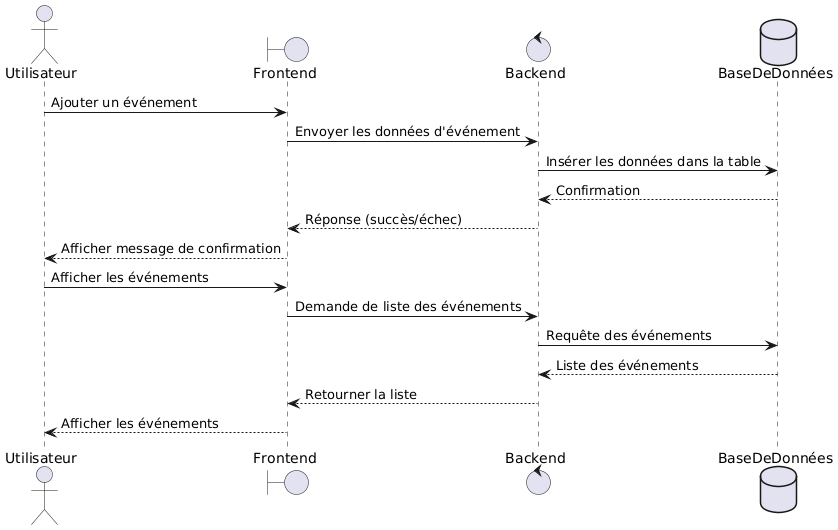 Utilisateur
Frontend
Backend
BaseDeDonnées
Ajouter un événement
Envoyer les données d'événement
Insérer les données dans la table
Confirmation
Réponse (succès/échec)
Afficher message de confirmation
Afficher les événements
Demande de liste des événements
Requête des événements
Liste des événements
Retourner la liste
Afficher les événements
Utilisateur
Frontend
Backend
BaseDeDonnées